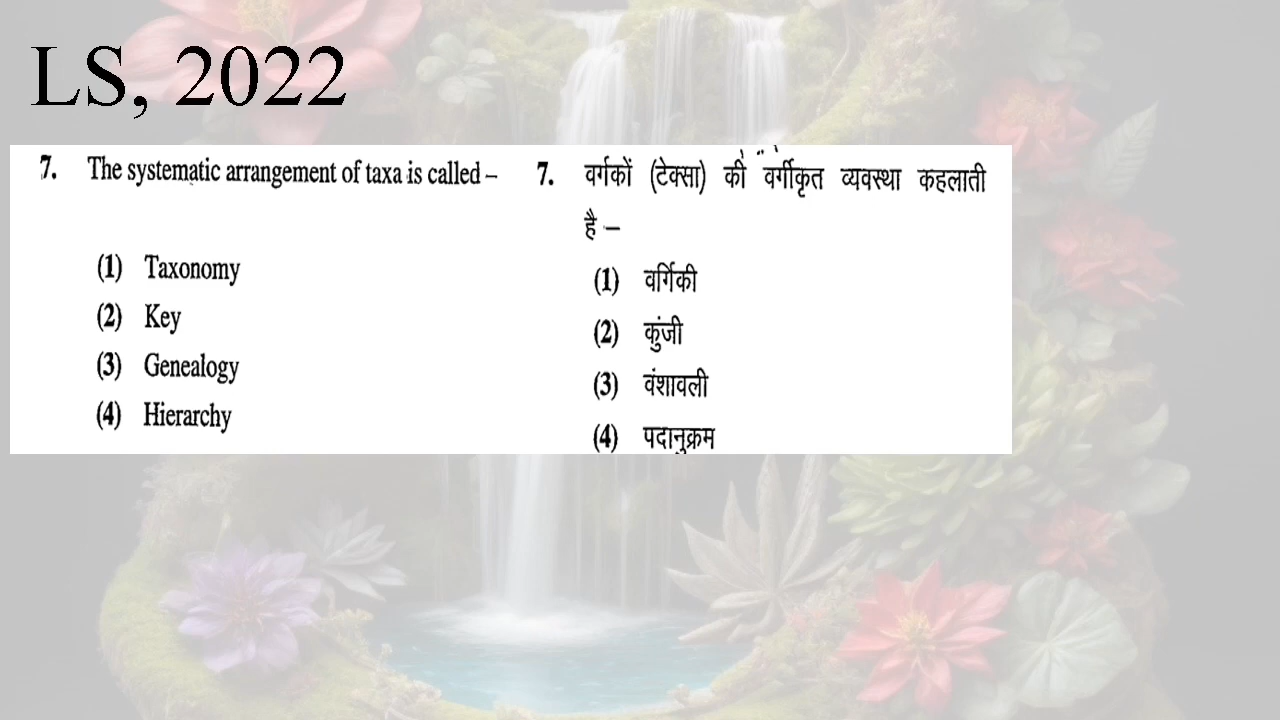 LS, 2022
7. The systematic arrangement of taxa is called –
(1) Taxonomy
(2) Key
(3) Genealogy
(4) Hierarchy
7. वर्गकों (टेक्सा) की वर्गीकृत व्यवस्था कहलाती
है –
(1) वर्गिकी
(2) कुंजी
(3) वंशावली
(4) पदानुक्रम